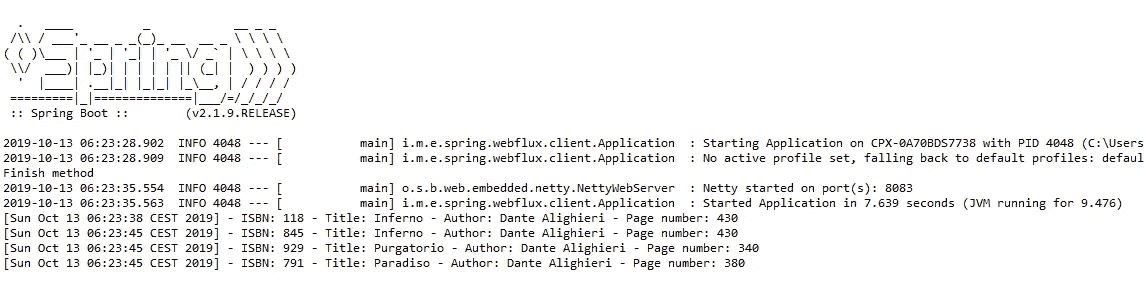 .   ____          _            __ _ _
 /\\ / ___'_ __ _ _(_)_ __  __ _ \ \ \ \
( ( )\___ | '_ | '_| | '_ \/ _` | \ \ \ \
 \\/  ___)| |_)| | | | | || (_| |  ) ) ) )
  '  |____| .__|_| |_|_| |_\__, | / / / /
 =========|_|==============|___/=/_/_/_/
 :: Spring Boot ::        (v2.1.9.RELEASE)
2019-10-13 06:23:28.902  INFO 4048 --- [           main] i.m.e.spring.webflux.client.Application  : Starting Application on CPX-0A70BDS7738 with PID 4048 (C:\Users
2019-10-13 06:23:28.909  INFO 4048 --- [           main] i.m.e.spring.webflux.client.Application  : No active profile set, falling back to default profiles: defaul
Finish method
2019-10-13 06:23:35.554  INFO 4048 --- [           main] o.s.b.web.embedded.netty.NettyWebServer  : Netty started on port(s): 8083
2019-10-13 06:23:35.563  INFO 4048 --- [           main] i.m.e.spring.webflux.client.Application  : Started Application in 7.639 seconds (JVM running for 9.476)
[Sun Oct 13 06:23:38 CEST 2019] - ISBN: 118 - Title: Inferno - Author: Dante Alighieri - Page number: 430
[Sun Oct 13 06:23:45 CEST 2019] - ISBN: 845 - Title: Inferno - Author: Dante Alighieri - Page number: 430
[Sun Oct 13 06:23:45 CEST 2019] - ISBN: 929 - Title: Purgatorio - Author: Dante Alighieri - Page number: 340
[Sun Oct 13 06:23:45 CEST 2019] - ISBN: 791 - Title: Paradiso - Author: Dante Alighieri - Page number: 380